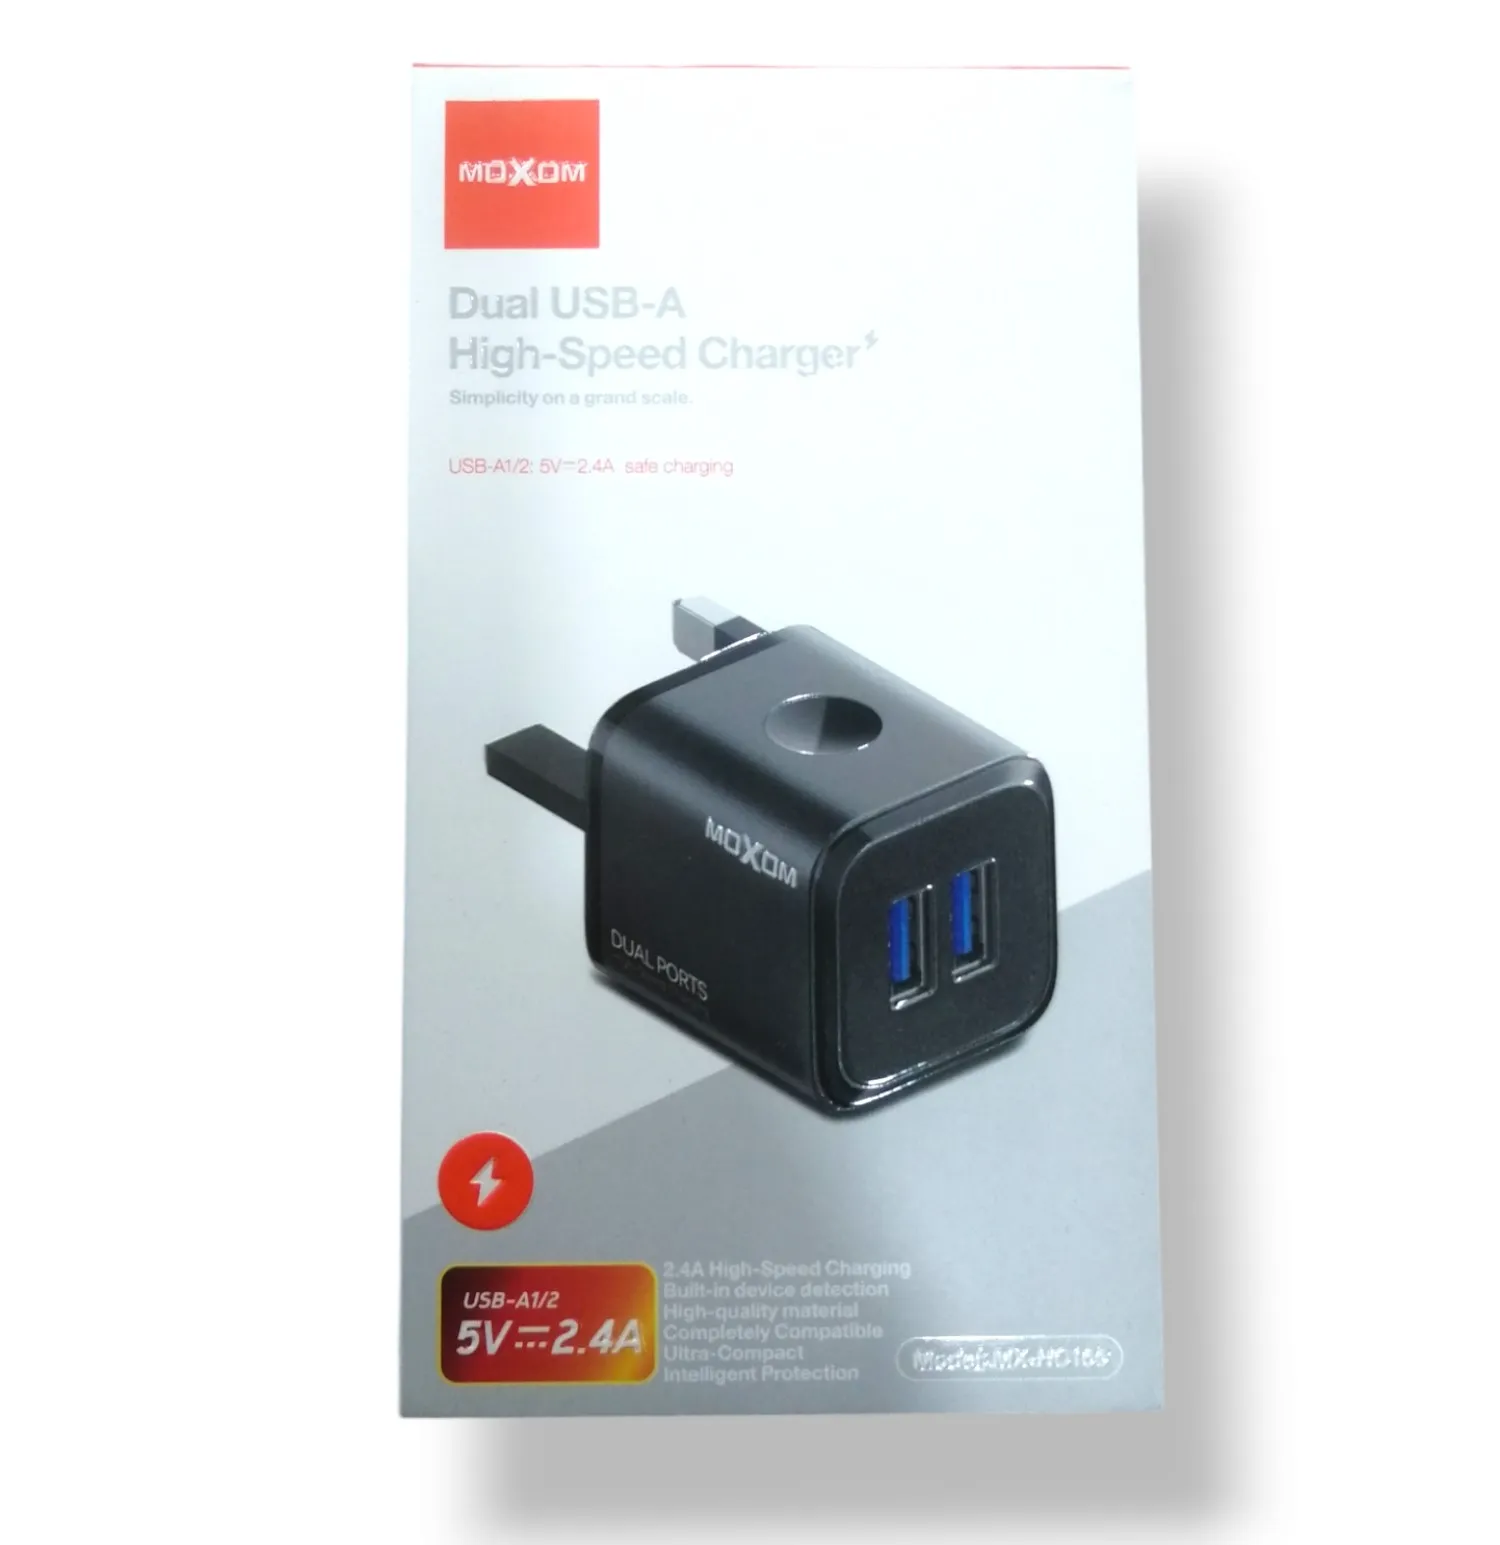 MOXOM
Dual USB-A
High-Speed Charger
Simplicity on a grand scale.
USB-A1/2: 5V⎓2.4A safe charging
MOXOM
DUAL PORTS
USB-A1/2
5V⎓2.4A
2.4A High-Speed Charging
Built-in device detection
High-quality material
Completely Compatible
Ultra-Compact
Intelligent Protection
Model: